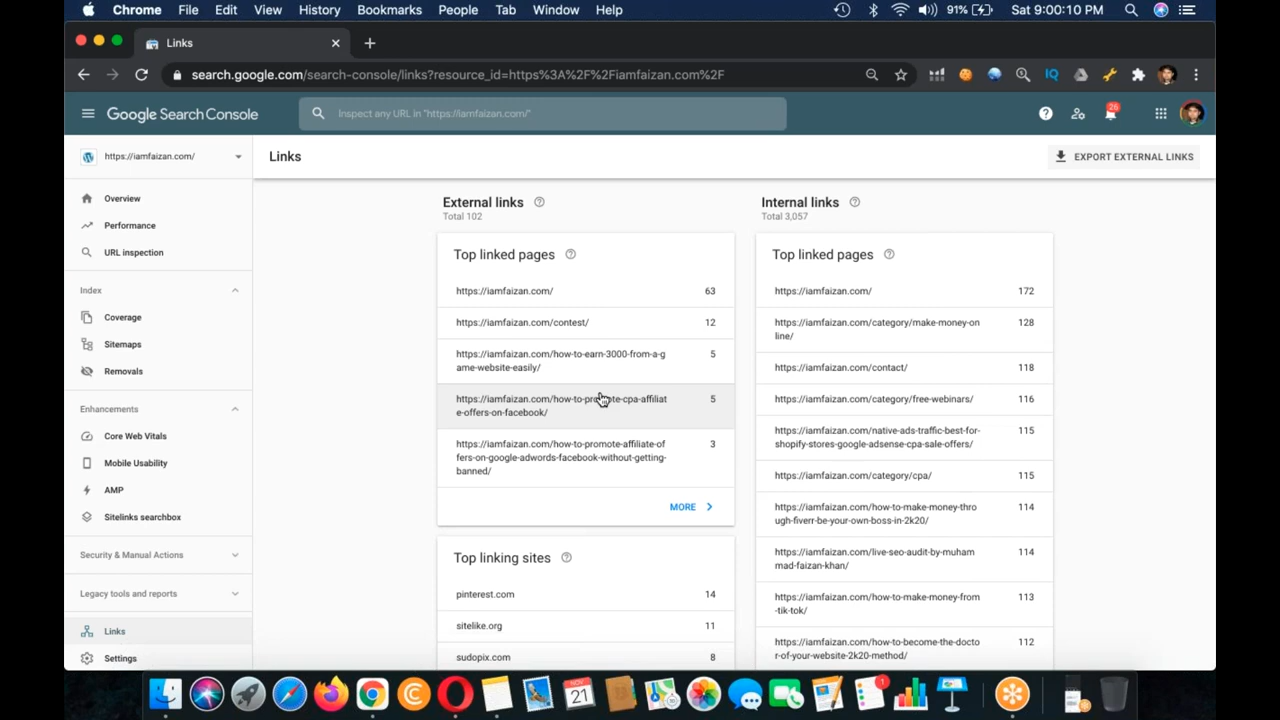 Chrome File Edit View History Bookmarks People Tab Window Help 91% Sat 9:00:10 PM
Links
search.google.com/search-console/links?resource_id=https%3A%2F%2Fiamfaizan.com%2F
IQ
Google Search Console
Inspect any URL in "https://iamfaizan.com/"
26
https://iamfaizan.com/
Links
EXPORT EXTERNAL LINKS
Overview
Performance
URL inspection
Index
Coverage
Sitemaps
Removals
Enhancements
Core Web Vitals
Mobile Usability
AMP
Sitelinks searchbox
Security & Manual Actions
Legacy tools and reports
Links
Settings
External links
Total 102
Top linked pages
https://iamfaizan.com/ 63
https://iamfaizan.com/contest/ 12
https://iamfaizan.com/how-to-earn-3000-from-a-g 5
ame-website-easily/
https://iamfaizan.com/how-to-promote-cpa-affiliat 5
e-offers-on-facebook/
https://iamfaizan.com/how-to-promote-affiliate-of 3
fers-on-google-adwords-facebook-without-getting-
banned/
MORE
Top linking sites
pinterest.com 14
sitelike.org 11
sudopix.com 8
Internal links
Total 3,057
Top linked pages
https://iamfaizan.com/ 172
https://iamfaizan.com/category/make-money-on 128
line/
https://iamfaizan.com/contact/ 118
https://iamfaizan.com/category/free-webinars/ 116
https://iamfaizan.com/native-ads-traffic-best-for- 115
shopify-stores-google-adsense-cpa-sale-offers/
https://iamfaizan.com/category/cpa/ 115
https://iamfaizan.com/how-to-make-money-thro 114
ugh-fiverr-be-your-own-boss-in-2k20/
https://iamfaizan.com/live-seo-audit-by-muham 114
mad-faizan-khan/
https://iamfaizan.com/how-to-make-money-from 113
-tik-tok/
https://iamfaizan.com/how-to-become-the-docto 112
r-of-your-website-2k20-method/
NOV
21
1